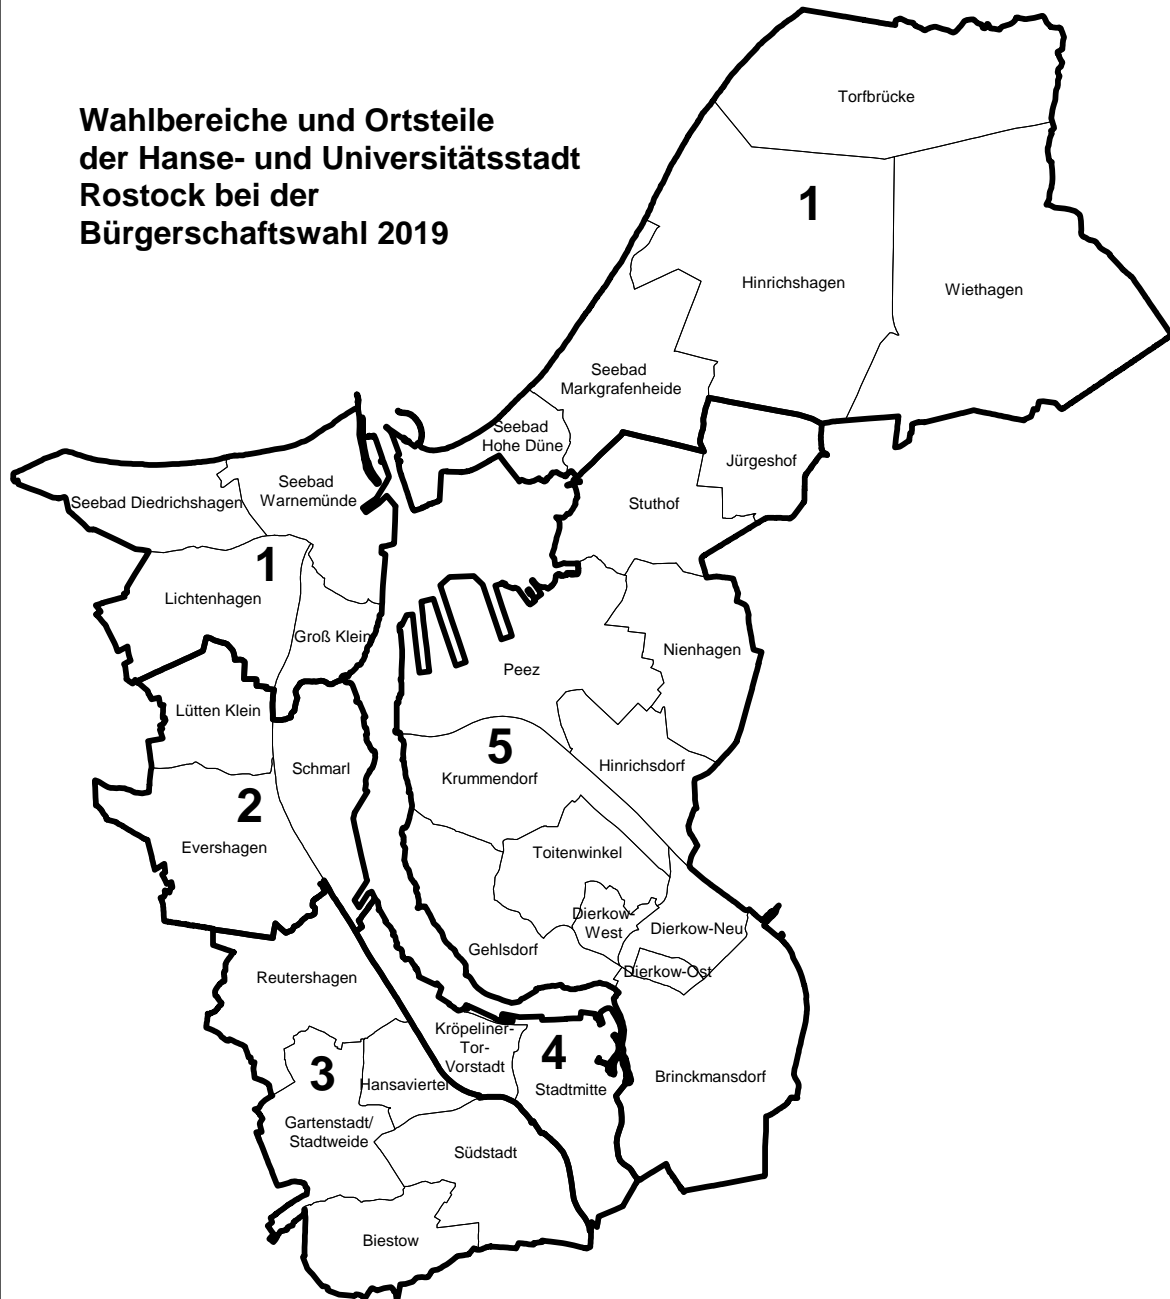 Wahlbereiche und Ortsteile
der Hanse- und Universitätsstadt
Rostock bei der
Bürgerschaftswahl 2019
Torfbrücke
1
Hinrichshagen
Wiethagen
Seebad
Markgrafenheide
Seebad
Hohe Düne
Jürgeshof
Stuthof
Seebad
Warnemünde
Seebad Diedrichshagen
1
Lichtenhagen
Groß Klein
Nienhagen
Peez
Lütten Klein
Schmarl
5
Krummendorf
Hinrichsdorf
2
Evershagen
Toitenwinkel
Dierkow-
West
Dierkow-Neu
Gehlsdorf
Dierkow-Ost
Reutershagen
Kröpeliner-
Tor-
Vorstadt
4
Stadtmitte
3
Hansaviertel
Brinckmansdorf
Gartenstadt/
Stadtweide
Südstadt
Biestow